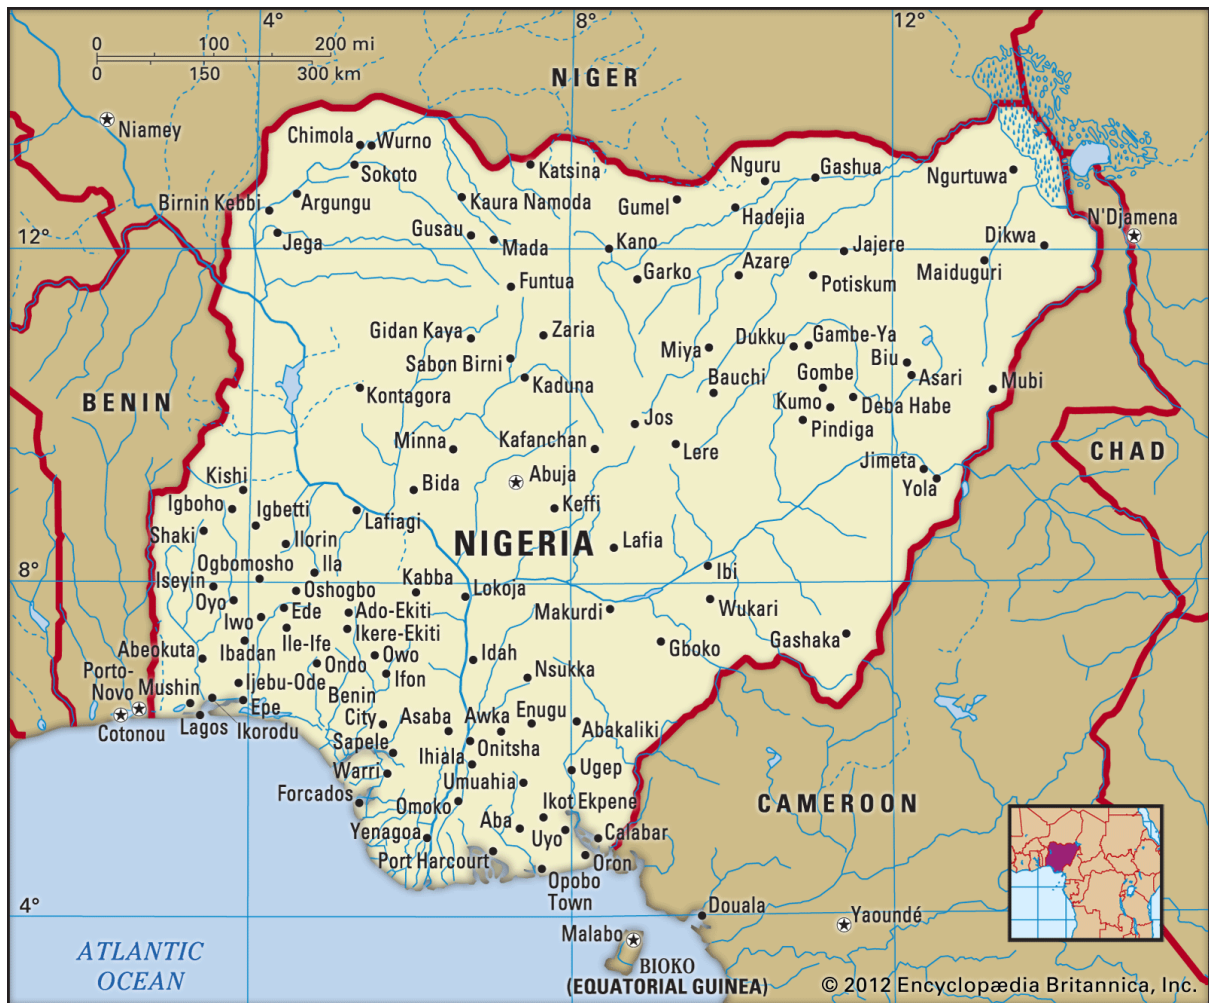 4°
8°
12°
0 100 200 mi
0 150 300 km
NIGER
Niamey
Chimola
Wurno
Sokoto
Katsina
Nguru
Gashua
Ngurtuwa
Birnin Kebbi
Argungu
Kaura Namoda
Gumel
Hadejia
N'Djamena
12°
Jega
Gusau
Mada
Kano
Jajere
Dikwa
Garko
Azare
Maiduguri
Funtua
Potiskum
Gidan Kaya
Zaria
Dukku
Gambe-Ya
Miya
Biu
Sabon Birni
Kaduna
Bauchi
Gombe
Asari
Mubi
BENIN
Kontagora
Kumo
Deba Habe
Jos
Pindiga
Minna
Kafanchan
Lere
CHAD
Jimeta
Kishi
Bida
Abuja
Yola
Igboho
Igbetti
Lafiagi
Keffi
Shaki
Ilorin
NIGERIA
Lafia
Ogbomosho
Ila
8°
Iseyin
Oshogbo
Kabba
Lokoja
Ibi
Oyo
Ede
Ado-Ekiti
Makurdi
Wukari
Iwo
Ile-Ife
Ikere-Ekiti
Gashaka
Abeokuta
Ibadan
Ondo
Owo
Idah
Gboko
Porto-
Novo
Mushin
Ijebu-Ode
Ifon
Nsukka
Epe
Benin
City
Cotonou
Lagos
Ikorodu
Asaba
Awka
Enugu
Abakaliki
Sapele
Onitsha
Ihiala
Warri
Umuahia
Ugep
Forcados
Omoko
Ikot Ekpene
CAMEROON
Yenagoa
Aba
Uyo
Calabar
Port Harcourt
Oron
Opobo
Town
4°
Douala
Yaoundé
Malabo
ATLANTIC
OCEAN
BIOKO
(EQUATORIAL GUINEA)
© 2012 Encyclopædia Britannica, Inc.